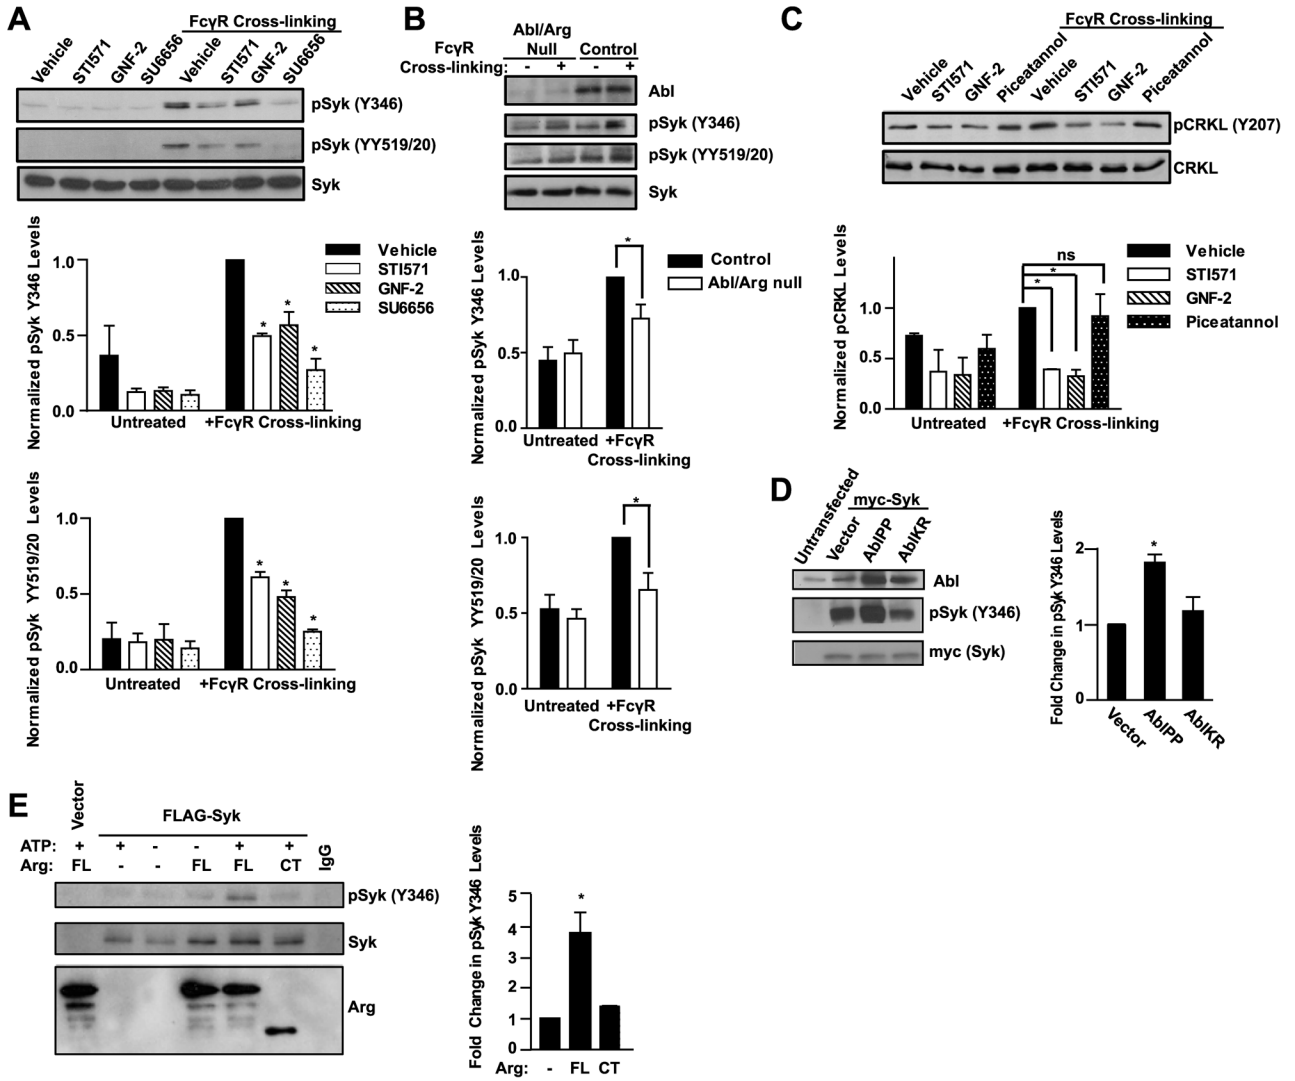 A
FcγR Cross-linking
Vehicle
STI571
GNF-2
SU6656
Vehicle
STI571
GNF-2
SU6656
pSyk (Y346)
pSyk (YY519/20)
Syk
Normalized pSyk Y346 Levels
1.0
0.5
0.0
*
*
*
Untreated
+FcγR Cross-linking
Vehicle
STI571
GNF-2
SU6656
Normalized pSyk YY519/20 Levels
1.0
0.5
0.0
*
*
*
Untreated
+FcγR Cross-linking
B
Abl/Arg
FcγR Null Control
Cross-linking: - + - +
Abl
pSyk (Y346)
pSyk (YY519/20)
Syk
Normalized pSyk Y346 Levels
1.0
0.5
0.0
*
Untreated +FcγR
Cross-linking
Control
Abl/Arg null
Normalized pSyk YY519/20 Levels
1.0
0.5
0.0
*
Untreated +FcγR
Cross-linking
C
FcγR Cross-linking
Vehicle
STI571
GNF-2
Piceatannol
Vehicle
STI571
GNF-2
Piceatannol
pCRKL (Y207)
CRKL
Normalized pCRKL Levels
1.0
0.5
0.0
ns
*
*
Untreated
+FcγR Cross-linking
Vehicle
STI571
GNF-2
Piceatannol
D
myc-Syk
Untransfected
Vector
AblPP
AblKR
Abl
pSyk (Y346)
myc (Syk)
Fold Change in pSyk Y346 Levels
2
1
0
*
Vector
AblPP
AblKR
E
Vector
FLAG-Syk
ATP: + + - - + +
Arg: FL - - FL FL CT
IgG
pSyk (Y346)
Syk
Arg
Fold Change in pSyk Y346 Levels
5
4
3
2
1
0
*
Arg: - FL CT